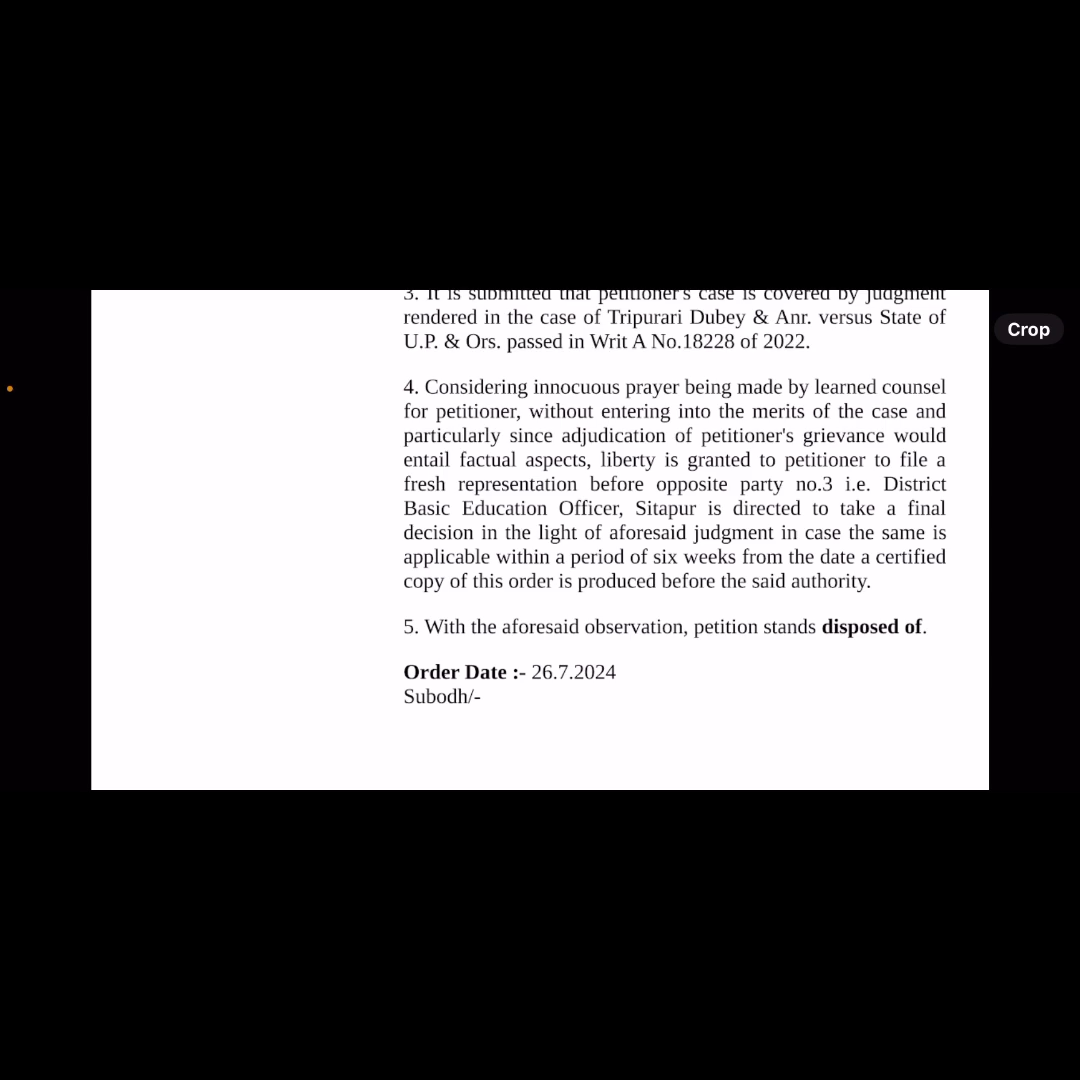 3. It is submitted that petitioner's case is covered by judgment
rendered in the case of Tripurari Dubey & Anr. versus State of
U.P. & Ors. passed in Writ A No.18228 of 2022.
4. Considering innocuous prayer being made by learned counsel
for petitioner, without entering into the merits of the case and
particularly since adjudication of petitioner's grievance would
entail factual aspects, liberty is granted to petitioner to file a
fresh representation before opposite party no.3 i.e. District
Basic Education Officer, Sitapur is directed to take a final
decision in the light of aforesaid judgment in case the same is
applicable within a period of six weeks from the date a certified
copy of this order is produced before the said authority.
5. With the aforesaid observation, petition stands disposed of.
Order Date :- 26.7.2024
Subodh/-
Crop